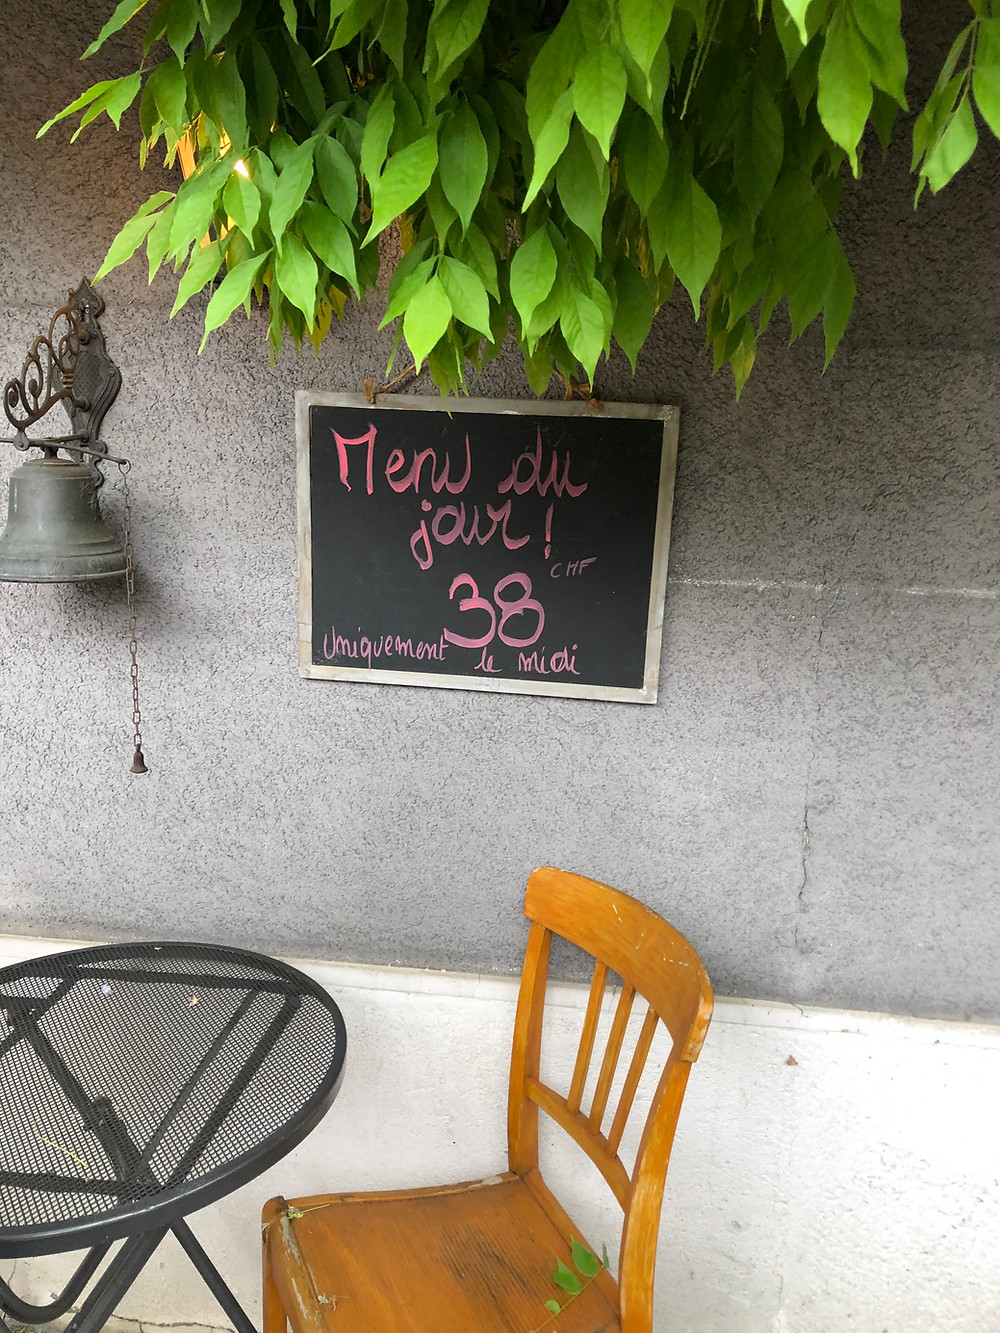 Menu du
jour !
CHF
38
Uniquement le midi